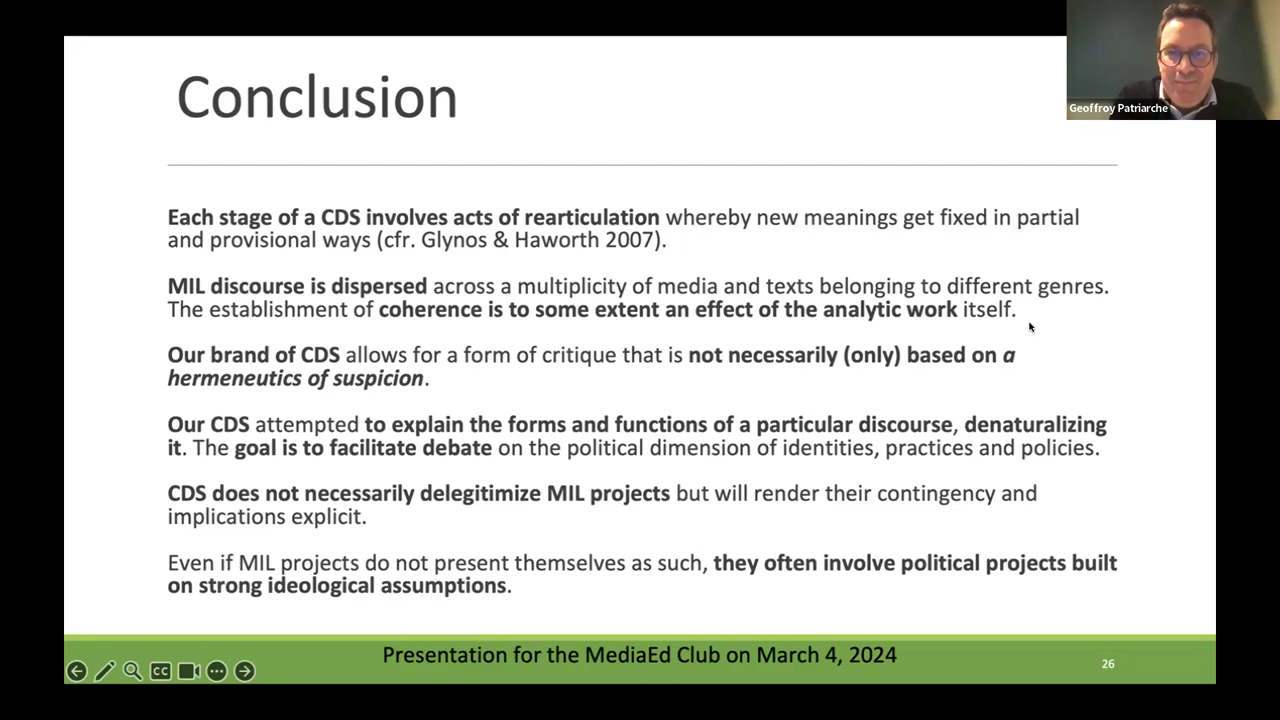 Conclusion
Geoffroy Patriarche
Each stage of a CDS involves acts of rearticulation whereby new meanings get fixed in partial
and provisional ways (cfr. Glynos & Haworth 2007).
MIL discourse is dispersed across a multiplicity of media and texts belonging to different genres.
The establishment of coherence is to some extent an effect of the analytic work itself.
Our brand of CDS allows for a form of critique that is not necessarily (only) based on a
hermeneutics of suspicion.
Our CDS attempted to explain the forms and functions of a particular discourse, denaturalizing
it. The goal is to facilitate debate on the political dimension of identities, practices and policies.
CDS does not necessarily delegitimize MIL projects but will render their contingency and
implications explicit.
Even if MIL projects do not present themselves as such, they often involve political projects built
on strong ideological assumptions.
Presentation for the MediaEd Club on March 4, 2024
26
CC